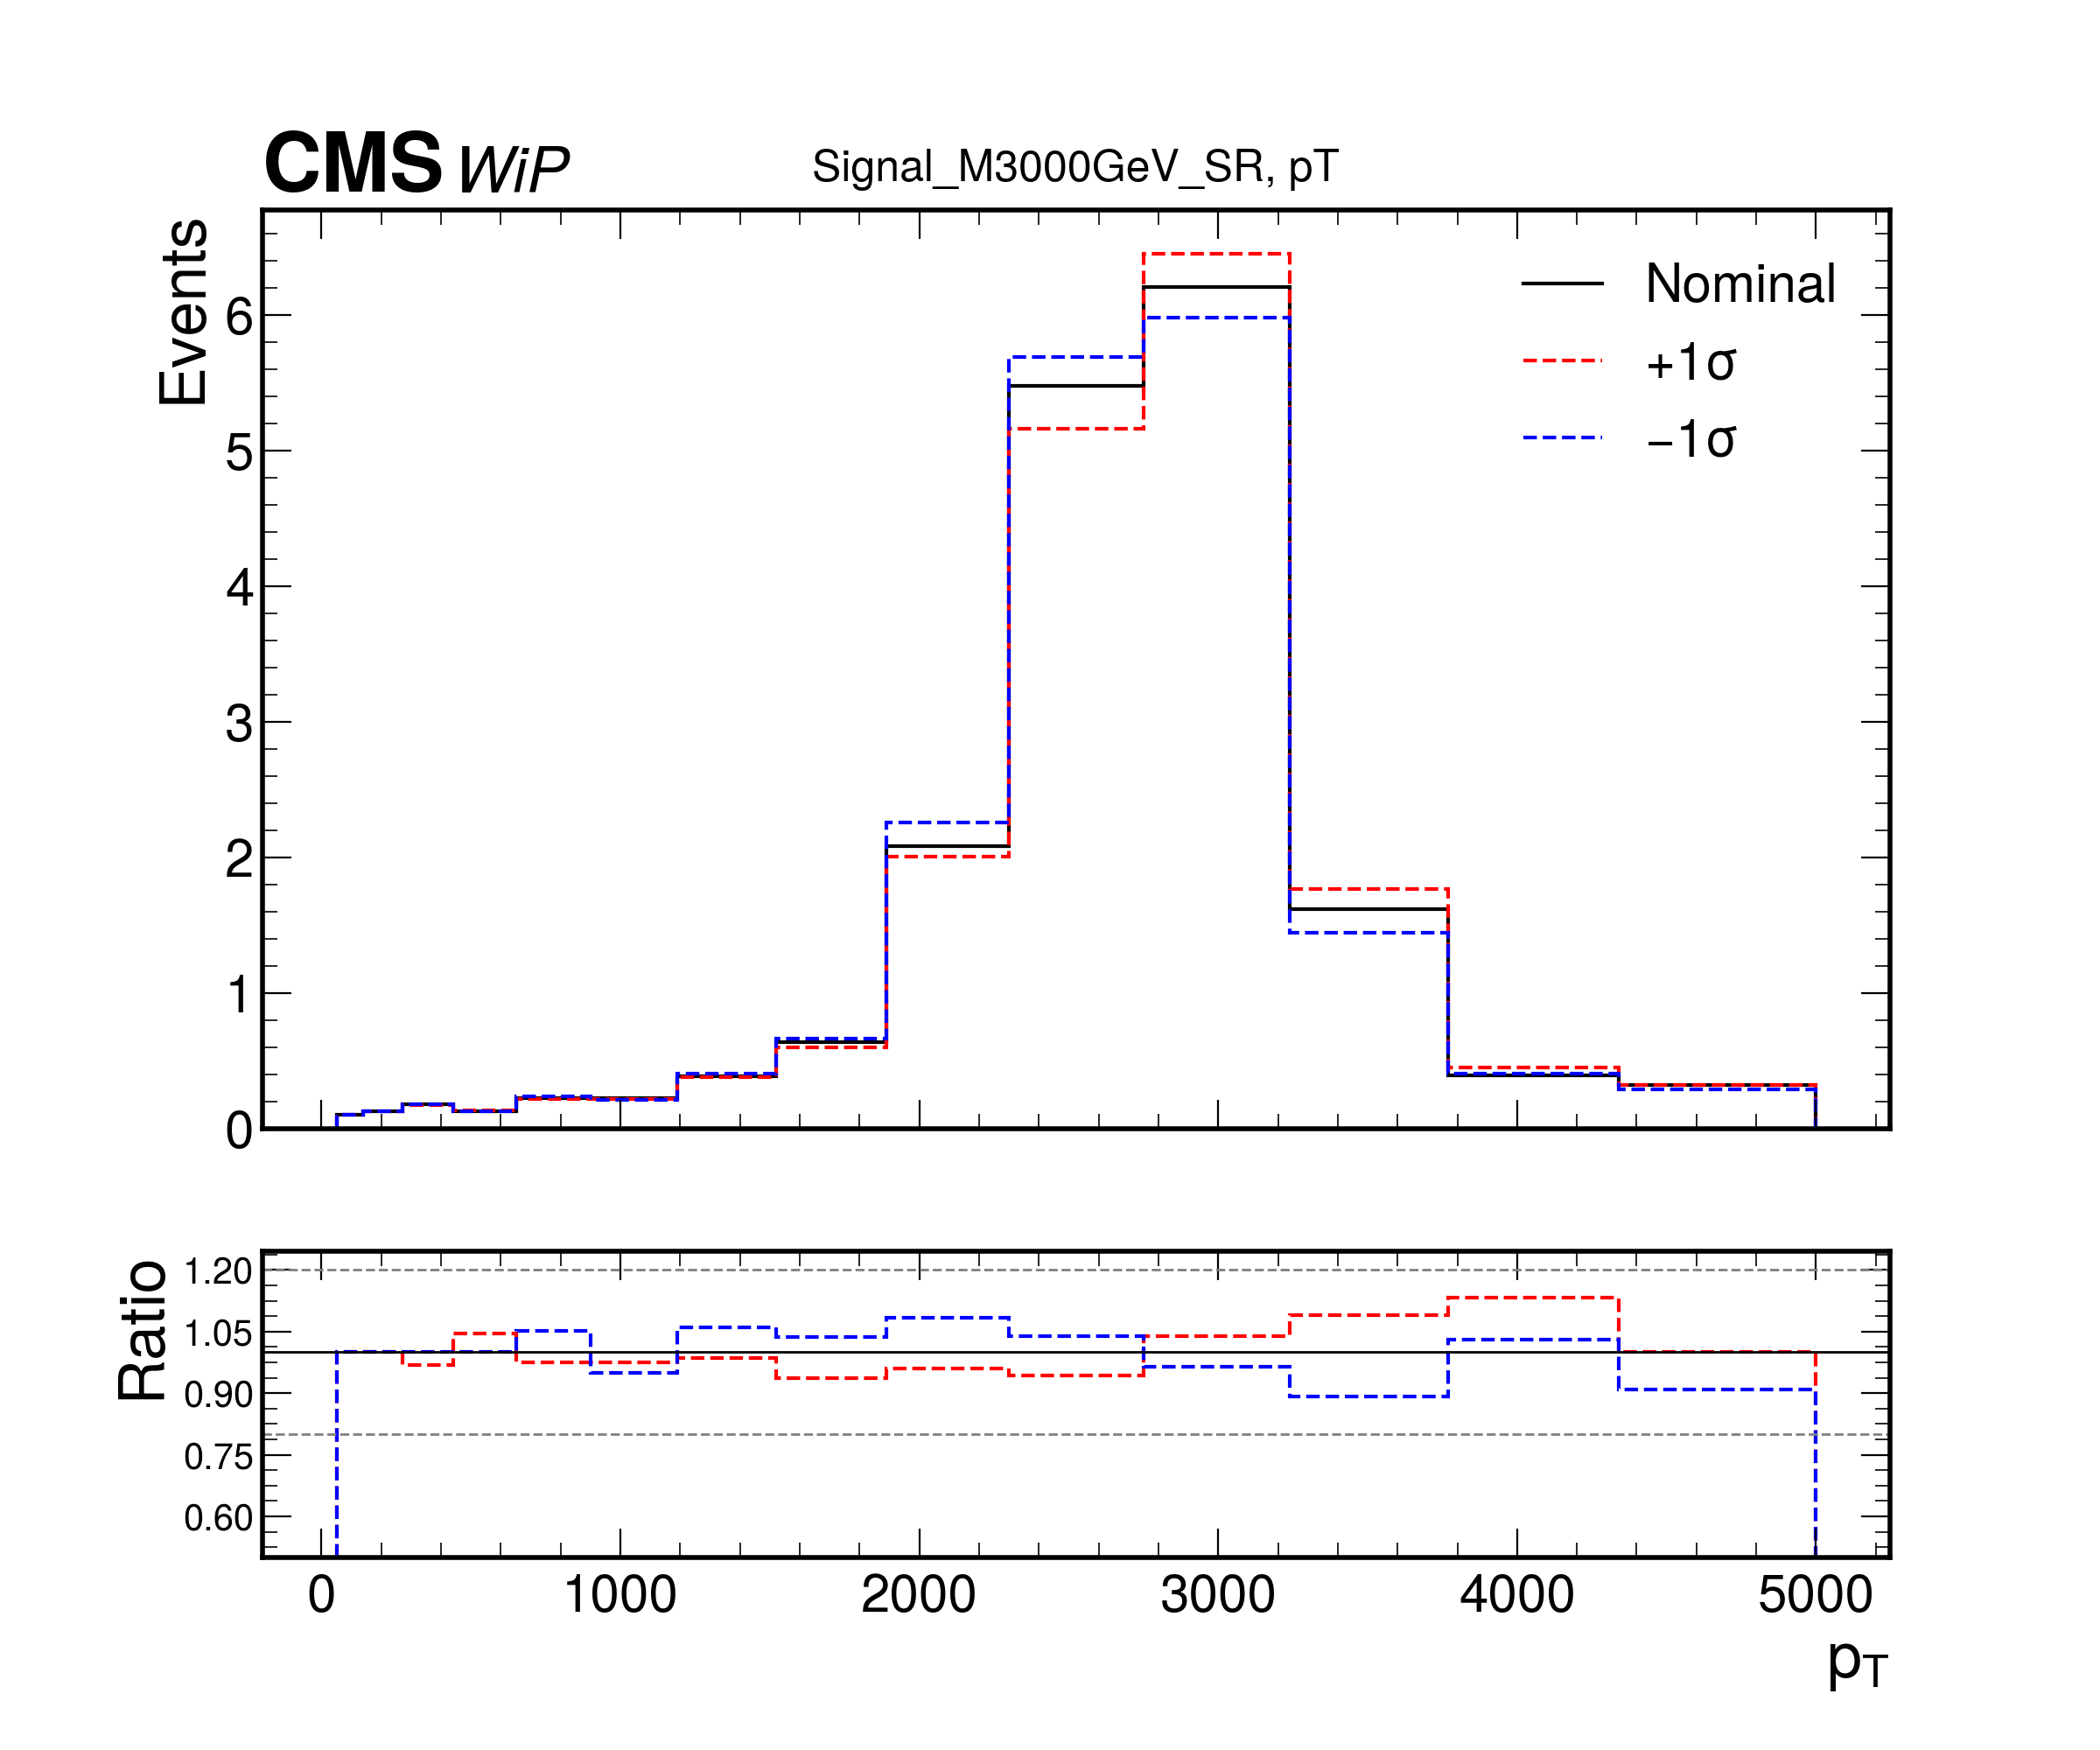 CMS WiP
Signal_M3000GeV_SR, pT
Events
6
5
4
3
2
1
0
Nominal
+1σ
−1σ
Ratio
1.20
1.05
0.90
0.75
0.60
0 1000 2000 3000 4000 5000
pT